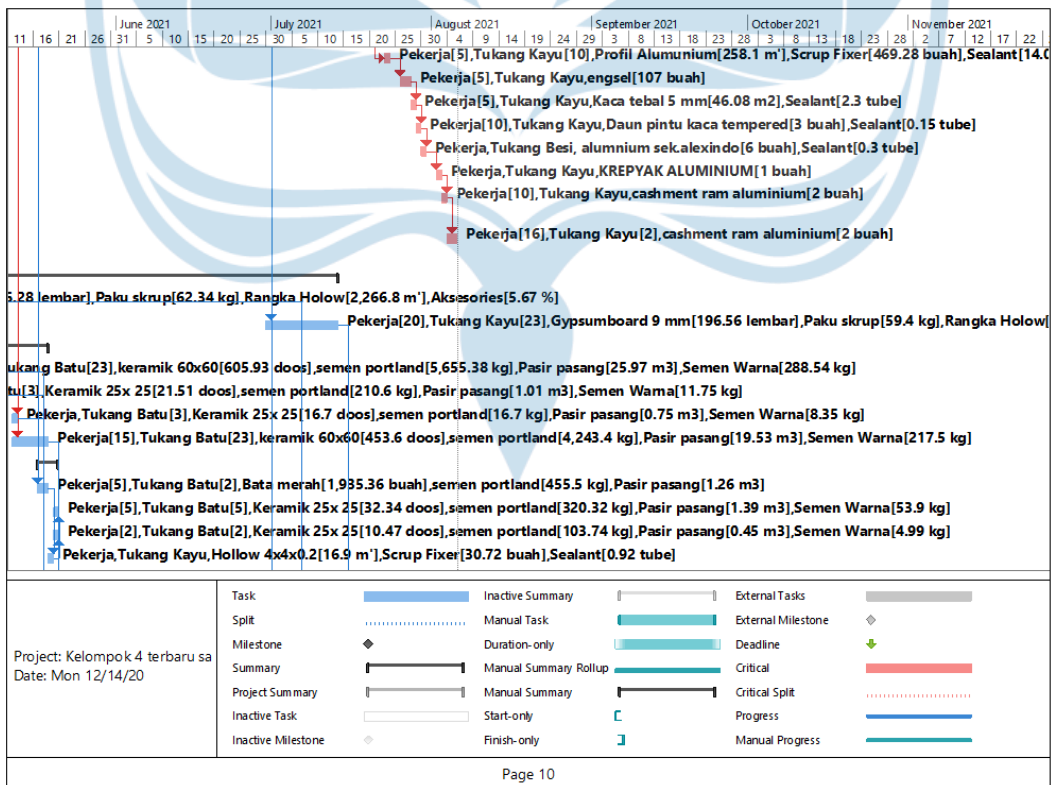 June 2021 July 2021 August 2021 September 2021 October 2021 November 2021
11 16 21 26 31 5 10 15 20 25 30 5 10 15 20 25 30 4 9 14 19 24 29 3 8 13 18 23 28 3 8 13 18 23 28 2 7 12 17 22
Pekerja[5],Tukang Kayu[10],Profil Alumunium[258.1 m'],Scrup Fixer[469.28 buah],Sealant[14.0
Pekerja[5],Tukang Kayu,engsel[107 buah]
Pekerja[5],Tukang Kayu,Kaca tebal 5 mm[46.08 m2],Sealant[2.3 tube]
Pekerja[10],Tukang Kayu,Daun pintu kaca tempered[3 buah],Sealant[0.15 tube]
Pekerja,Tukang Besi, alumnium sek.alexindo[6 buah],Sealant[0.3 tube]
Pekerja,Tukang Kayu,KREPYAK ALUMINIUM[1 buah]
Pekerja[10],Tukang Kayu,cashment ram aluminium[2 buah]
Pekerja[16],Tukang Kayu[2],cashment ram aluminium[2 buah]
5.28 lembar],Paku skrup[62.34 kg],Rangka Holow[2,266.8 m'],Aksesories[5.67 %]
Pekerja[20],Tukang Kayu[23],Gypsumboard 9 mm[196.56 lembar],Paku skrup[59.4 kg],Rangka Holow[
ukang Batu[23],keramik 60x60[605.93 doos],semen portland[5,655.38 kg],Pasir pasang[25.97 m3],Semen Warna[288.54 kg]
tu[3],Keramik 25x 25[21.51 doos],semen portland[210.6 kg],Pasir pasang[1.01 m3],Semen Warna[11.75 kg]
Pekerja,Tukang Batu[3],Keramik 25x 25[16.7 doos],semen portland[16.7 kg],Pasir pasang[0.75 m3],Semen Warna[8.35 kg]
Pekerja[15],Tukang Batu[23],keramik 60x60[453.6 doos],semen portland[4,243.4 kg],Pasir pasang[19.53 m3],Semen Warna[217.5 kg]
Pekerja[5],Tukang Batu[2],Bata merah[1,935.36 buah],semen portland[455.5 kg],Pasir pasang[1.26 m3]
Pekerja[5],Tukang Batu[5],Keramik 25x 25[32.34 doos],semen portland[320.32 kg],Pasir pasang[1.39 m3],Semen Warna[53.9 kg]
Pekerja[2],Tukang Batu[2],Keramik 25x 25[10.47 doos],semen portland[103.74 kg],Pasir pasang[0.45 m3],Semen Warna[4.99 kg]
Pekerja,Tukang Kayu,Hollow 4x4x0.2[16.9 m'],Scrup Fixer[30.72 buah],Sealant[0.92 tube]
Project: Kelompok 4 terbaru sa
Date: Mon 12/14/20
Task
Split
Milestone
Summary
Project Summary
Inactive Task
Inactive Milestone
Inactive Summary
Manual Task
Duration-only
Manual Summary Rollup
Manual Summary
Start-only
Finish-only
External Tasks
External Milestone
Deadline
Critical
Critical Split
Progress
Manual Progress
Page 10